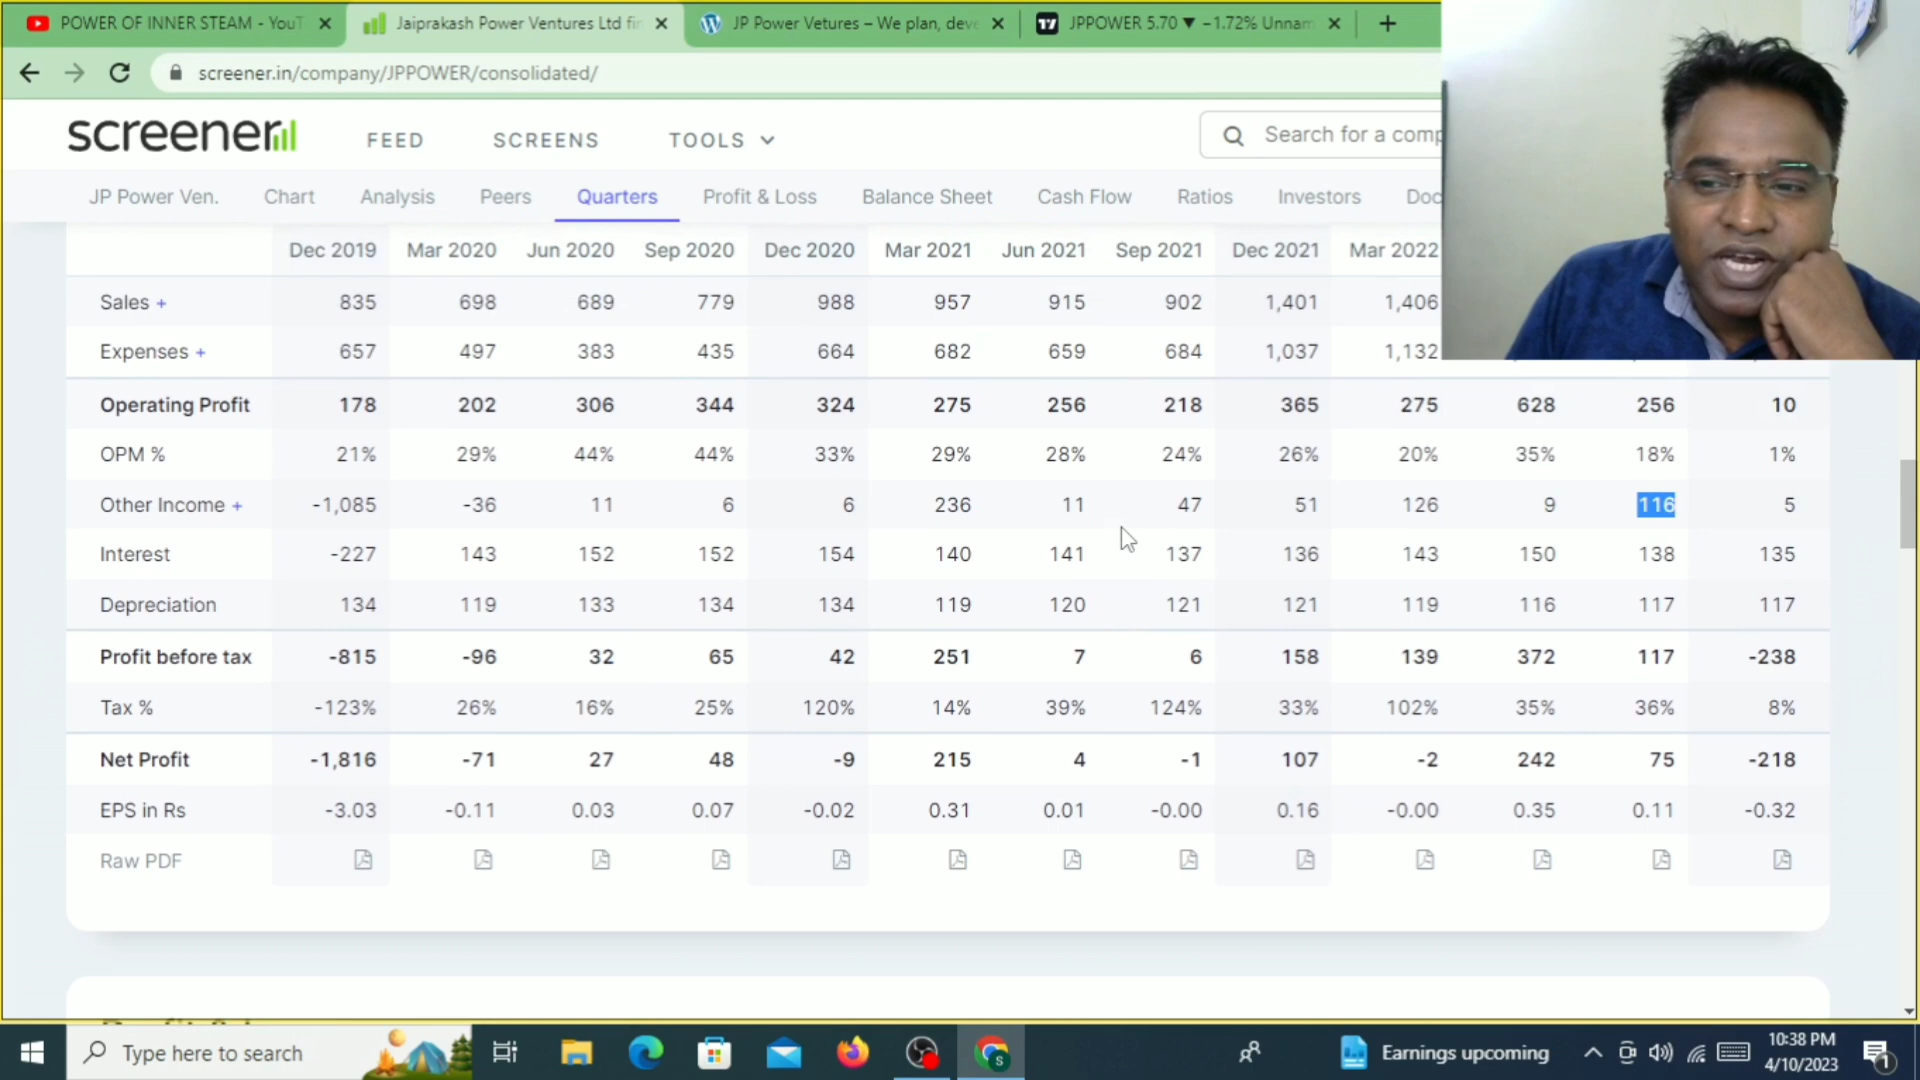 POWER OF INNER STEAM - YouT
Jaiprakash Power Ventures Ltd fin
JP Power Vetures – We plan, deve
JPPOWER 5.70 ▼ −1.72% Unnam
screener.in/company/JPPOWER/consolidated/
screener
FEED SCREENS TOOLS
Search for a comp
JP Power Ven. Chart Analysis Peers Quarters Profit & Loss Balance Sheet Cash Flow Ratios Investors Doc
Dec 2019 Mar 2020 Jun 2020 Sep 2020 Dec 2020 Mar 2021 Jun 2021 Sep 2021 Dec 2021 Mar 2022
Sales + 835 698 689 779 988 957 915 902 1,401 1,406
Expenses + 657 497 383 435 664 682 659 684 1,037 1,132
Operating Profit 178 202 306 344 324 275 256 218 365 275 628 256 10
OPM % 21% 29% 44% 44% 33% 29% 28% 24% 26% 20% 35% 18% 1%
Other Income + -1,085 -36 11 6 6 236 11 47 51 126 9 116 5
Interest -227 143 152 152 154 140 141 137 136 143 150 138 135
Depreciation 134 119 133 134 134 119 120 121 121 119 116 117 117
Profit before tax -815 -96 32 65 42 251 7 6 158 139 372 117 -238
Tax % -123% 26% 16% 25% 120% 14% 39% 124% 33% 102% 35% 36% 8%
Net Profit -1,816 -71 27 48 -9 215 4 -1 107 -2 242 75 -218
EPS in Rs -3.03 -0.11 0.03 0.07 -0.02 0.31 0.01 -0.00 0.16 -0.00 0.35 0.11 -0.32
Raw PDF
Type here to search
Earnings upcoming
10:38 PM
4/10/2023
1